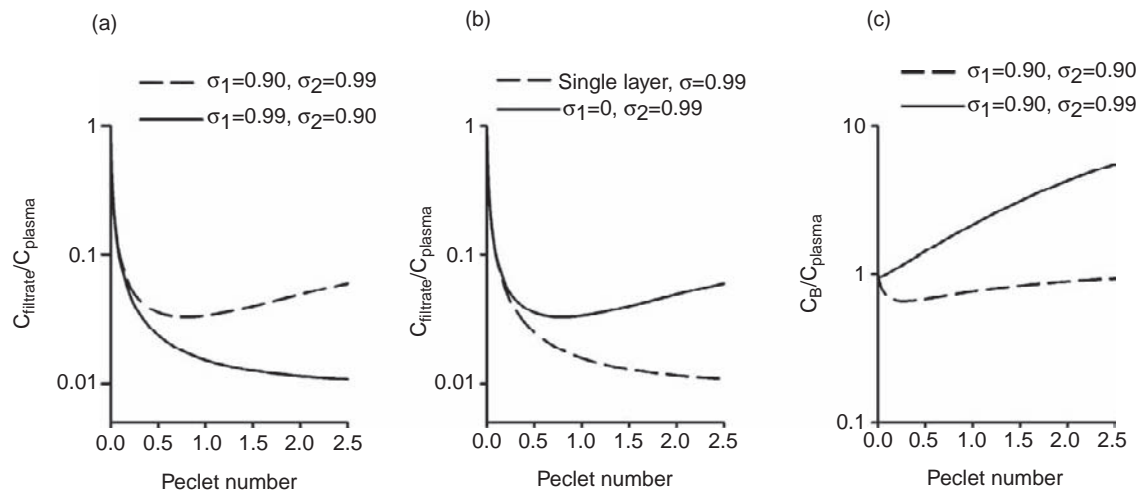 (a)
σ1=0.90, σ2=0.99
σ1=0.99, σ2=0.90
1
0.1
0.01
Cfiltrate/Cplasma
0.0 0.5 1.0 1.5 2.0 2.5
Peclet number
(b)
Single layer, σ=0.99
σ1=0, σ2=0.99
1
0.1
0.01
Cfiltrate/Cplasma
0.0 0.5 1.0 1.5 2.0 2.5
Peclet number
(c)
σ1=0.90, σ2=0.90
σ1=0.90, σ2=0.99
10
1
0.1
CB/Cplasma
0.0 0.5 1.0 1.5 2.0 2.5
Peclet number